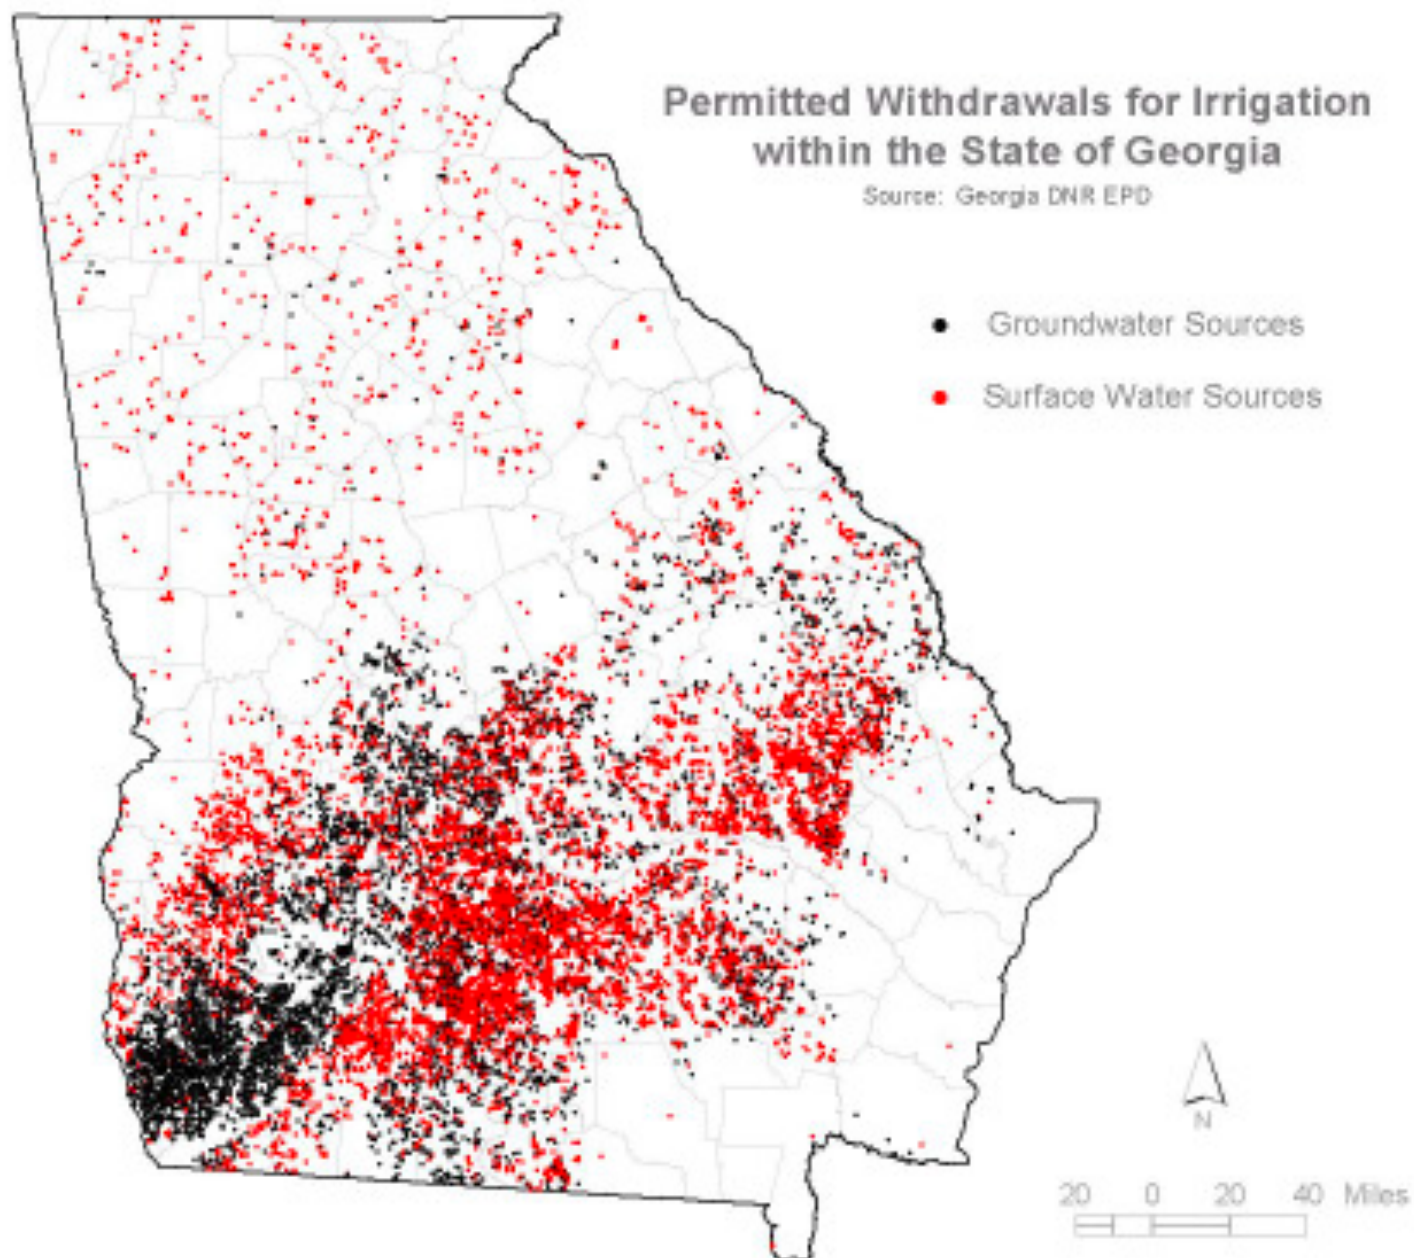 Permitted Withdrawals for Irrigation
within the State of Georgia
Source: Georgia DNR EPD
Groundwater Sources
Surface Water Sources
N
20 0 20 40 Miles